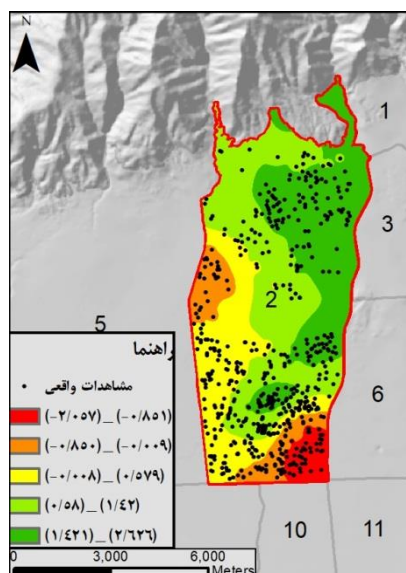 N
1
3
2
5
6
10
11
راهنما
مشاهدات واقعی
(-۲/۰۵۷)_(-۰/۸۵۱)
(-۰/۸۵۰)_(-۰/۰۰۹)
(-۰/۰۰۸)_(۰/۵۷۹)
(۰/۵۸)_(۱/۴۲)
(۱/۴۲۱)_(۲/۶۲۶)
0 3,000 6,000
Meters